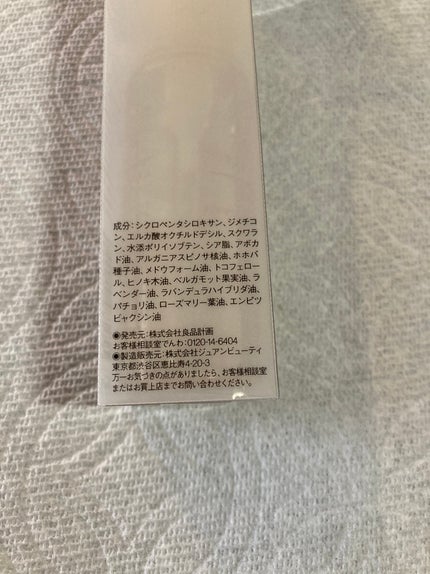 成分：シクロペンタシロキサン、ジメチコ
ン、エルカ酸オクチルドデシル、スクワラ
ン、水添ポリイソブテン、シア脂、アボカ
ド油、アルガニアスピノサ核油、ホホバ
種子油、メドウフォーム油、トコフェロー
ル、ヒノキ木油、ベルガモット果実油、ラ
ベンダー油、ラバンデュラハイブリダ油、
パチョリ油、ローズマリー葉油、エンピツ
ビャクシン油
◉発売元：株式会社良品計画
お客様相談室でんわ：0120-14-6404
◉製造販売元：株式会社ジュアンビューティ
東京都渋谷区恵比寿4-20-3
万一お気づきの点がありましたら、お客様相談室
またはお買上店までお問い合わせください。